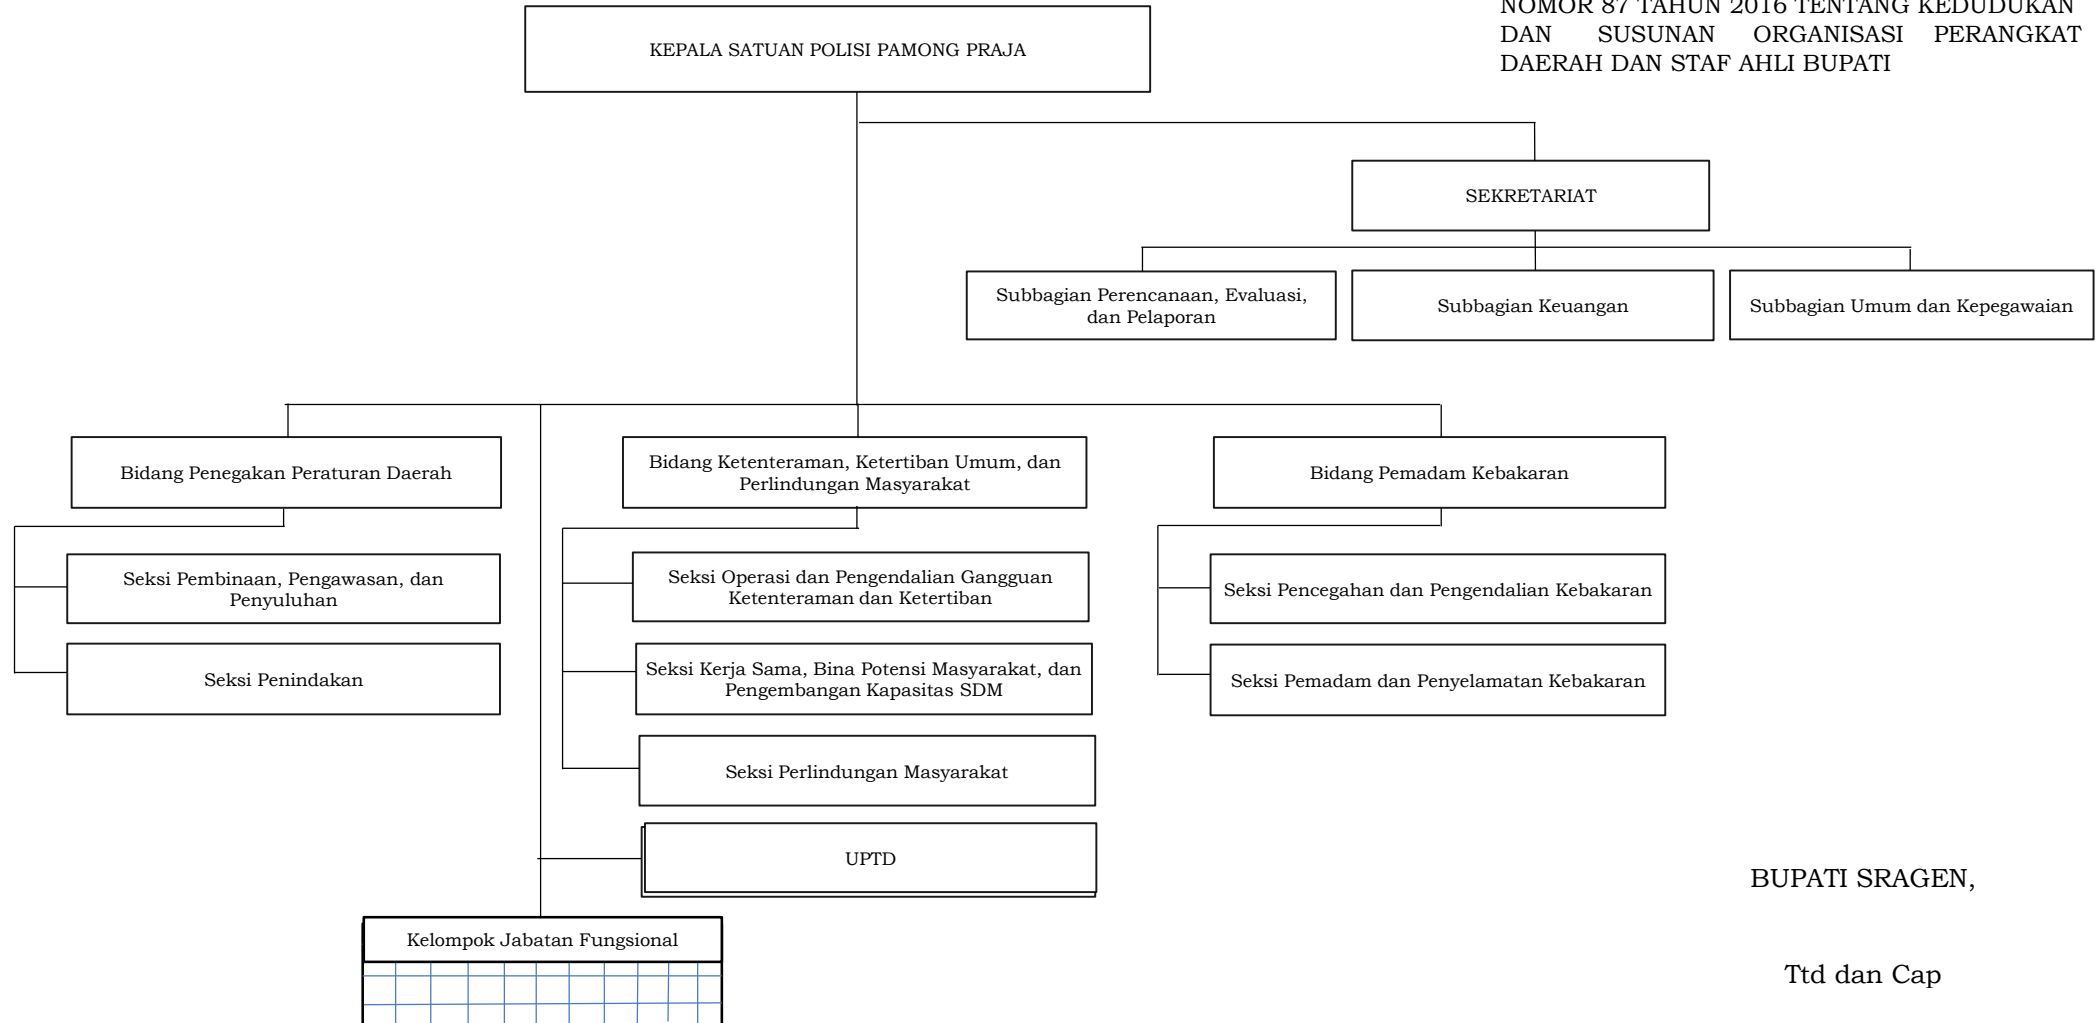 NOMOR 87 TAHUN 2016 TENTANG KEDUDUKAN
DAN SUSUNAN ORGANISASI PERANGKAT
DAERAH DAN STAF AHLI BUPATI
KEPALA SATUAN POLISI PAMONG PRAJA
SEKRETARIAT
Subbagian Perencanaan, Evaluasi,
dan Pelaporan
Subbagian Keuangan
Subbagian Umum dan Kepegawaian
Bidang Penegakan Peraturan Daerah
Bidang Ketenteraman, Ketertiban Umum, dan
Perlindungan Masyarakat
Bidang Pemadam Kebakaran
Seksi Pembinaan, Pengawasan, dan
Penyuluhan
Seksi Penindakan
Seksi Operasi dan Pengendalian Gangguan
Ketenteraman dan Ketertiban
Seksi Kerja Sama, Bina Potensi Masyarakat, dan
Pengembangan Kapasitas SDM
Seksi Perlindungan Masyarakat
Seksi Pencegahan dan Pengendalian Kebakaran
Seksi Pemadam dan Penyelamatan Kebakaran
UPTD
Kelompok Jabatan Fungsional
BUPATI SRAGEN,
Ttd dan Cap